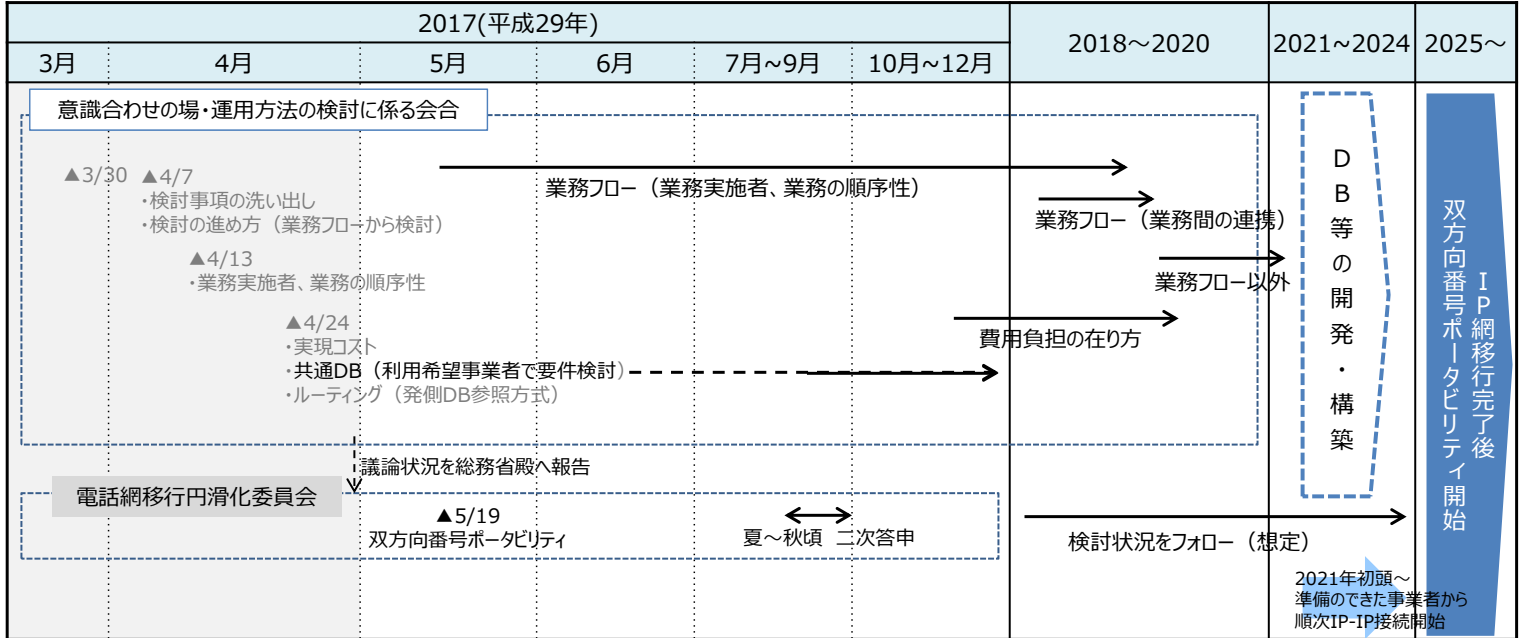 2017(平成29年)
2018～2020
2021~2024
2025～
3月
4月
5月
6月
7月~9月
10月~12月
意識合わせの場・運用方法の検討に係る会合
▲3/30
▲4/7
・検討事項の洗い出し
・検討の進め方（業務フローから検討）
▲4/13
・業務実施者、業務の順序性
▲4/24
・実現コスト
・共通DB（利用希望事業者で要件検討）
・ルーティング（発側DB参照方式）
業務フロー（業務実施者、業務の順序性）
業務フロー（業務間の連携）
業務フロー以外
費用負担の在り方
議論状況を総務省殿へ報告
電話網移行円滑化委員会
▲5/19
双方向番号ポータビリティ
夏～秋頃 二次答申
検討状況をフォロー（想定）
DB等の開発・構築
2021年初頭～
準備のできた事業者から
順次IP-IP接続開始
IP網移行完了後
双方向番号ポータビリティ開始